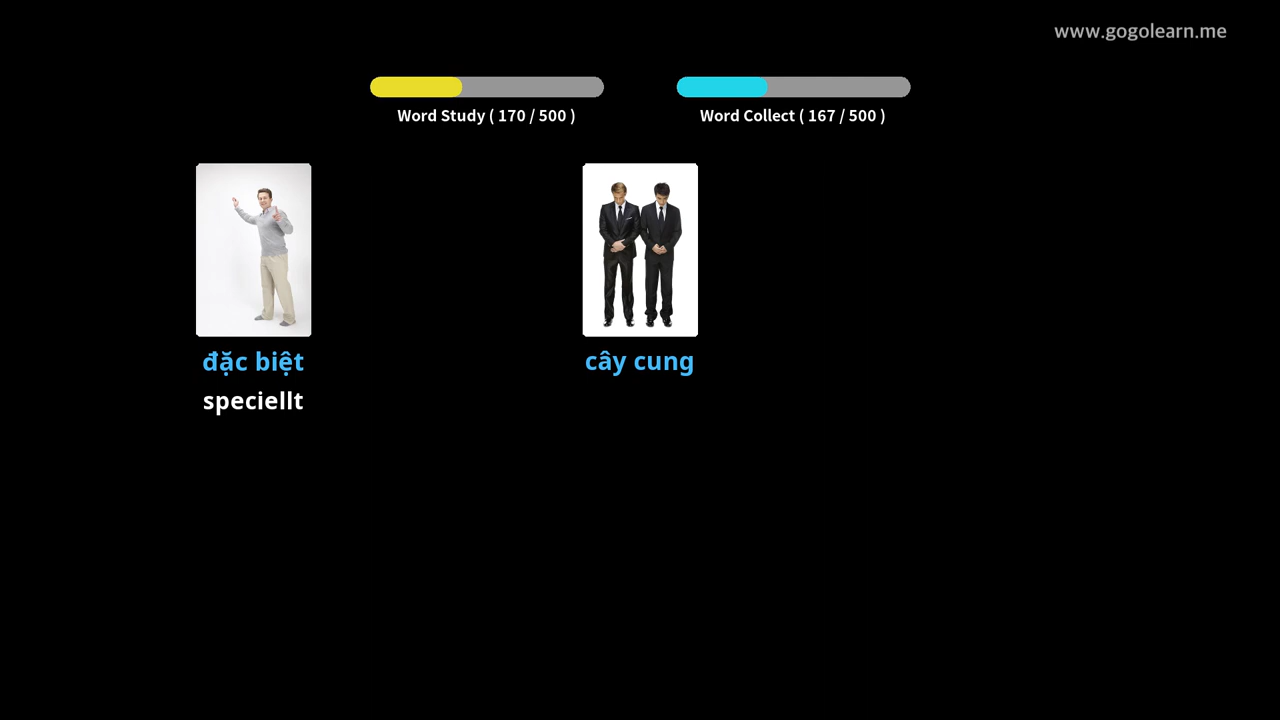 www.gogolearn.me
Word Study ( 170 / 500 )
Word Collect ( 167 / 500 )
đặc biệt
cây cung
speciellt